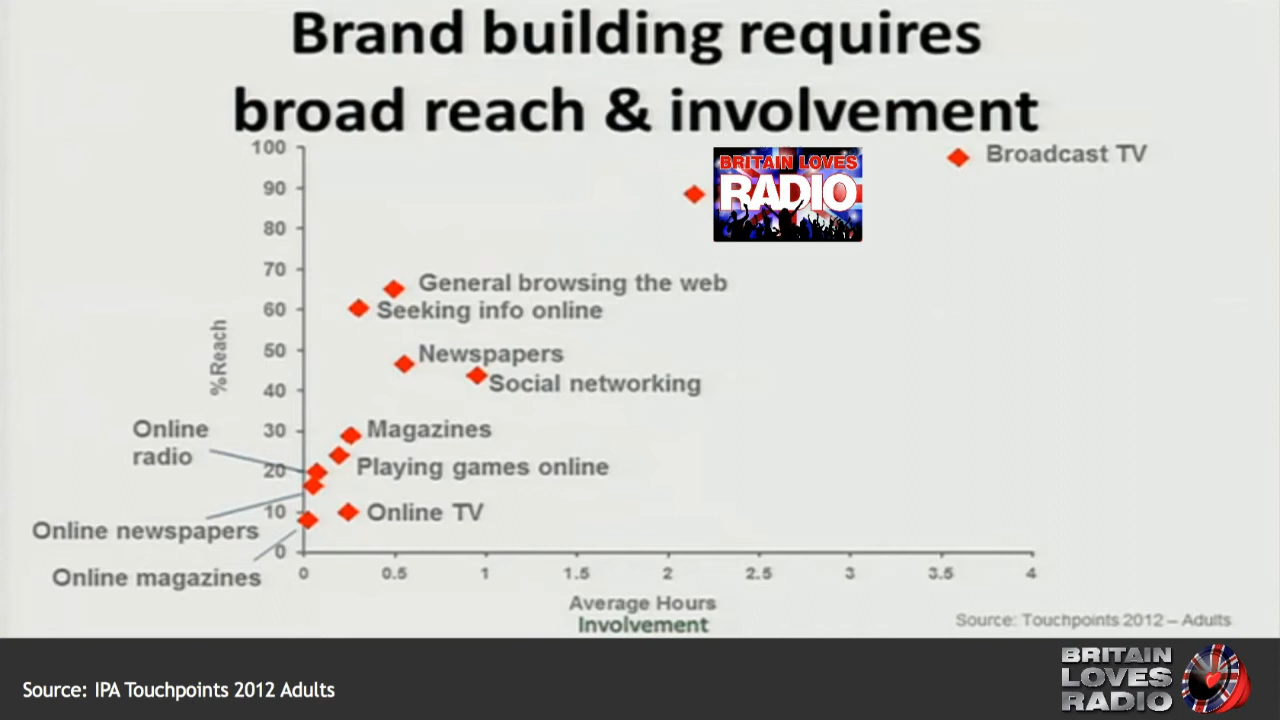 Brand building requires
broad reach & involvement
100
90
80
70
60
50
40
30
20
10
0
%Reach
Broadcast TV
BRITAIN LOVES
RADIO
General browsing the web
Seeking info online
Newspapers
Social networking
Magazines
Playing games online
Online TV
Online
radio
Online newspapers
Online magazines
0 0.5 1 1.5 2 2.5 3 3.5 4
Average Hours
Involvement
Source: Touchpoints 2012 – Adults
Source: IPA Touchpoints 2012 Adults
BRITAIN
LOVES
RADIO